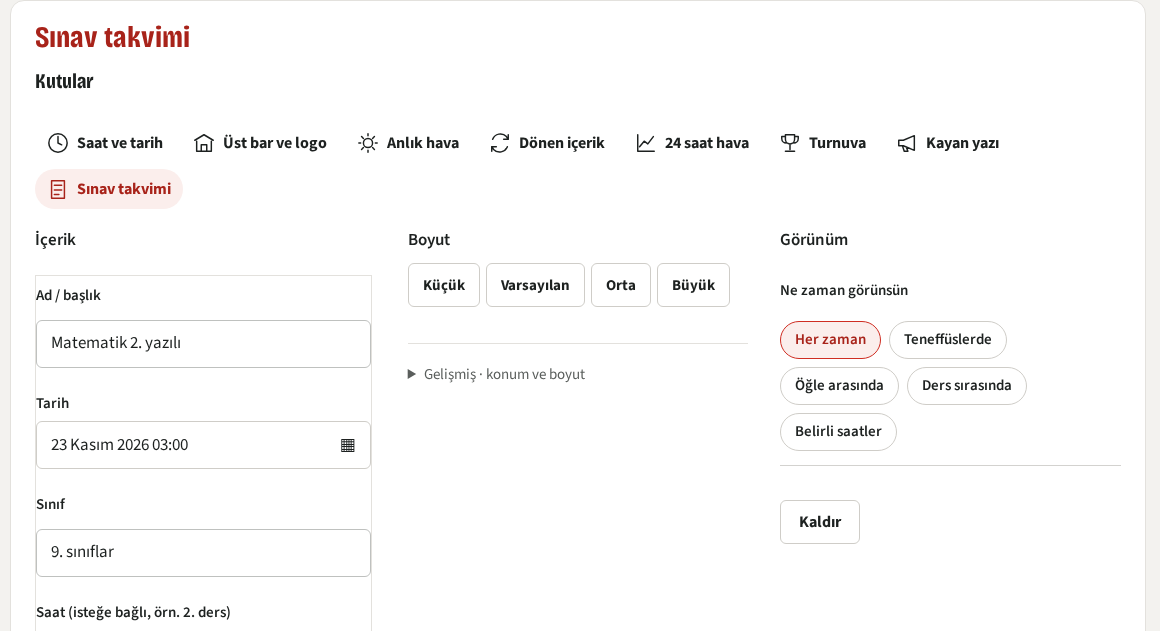 Sınav takvimi
Kutular
Saat ve tarih
Üst bar ve logo
Anlık hava
Dönen içerik
24 saat hava
Turnuva
Kayan yazı
Sınav takvimi
İçerik
Ad / başlık
Matematik 2. yazılı
Tarih
23 Kasım 2026 03:00
Sınıf
9. sınıflar
Saat (isteğe bağlı, örn. 2. ders)
Boyut
Küçük
Varsayılan
Orta
Büyük
Gelişmiş · konum ve boyut
Görünüm
Ne zaman görünsün
Her zaman
Teneffüslerde
Öğle arasında
Ders sırasında
Belirli saatler
Kaldır